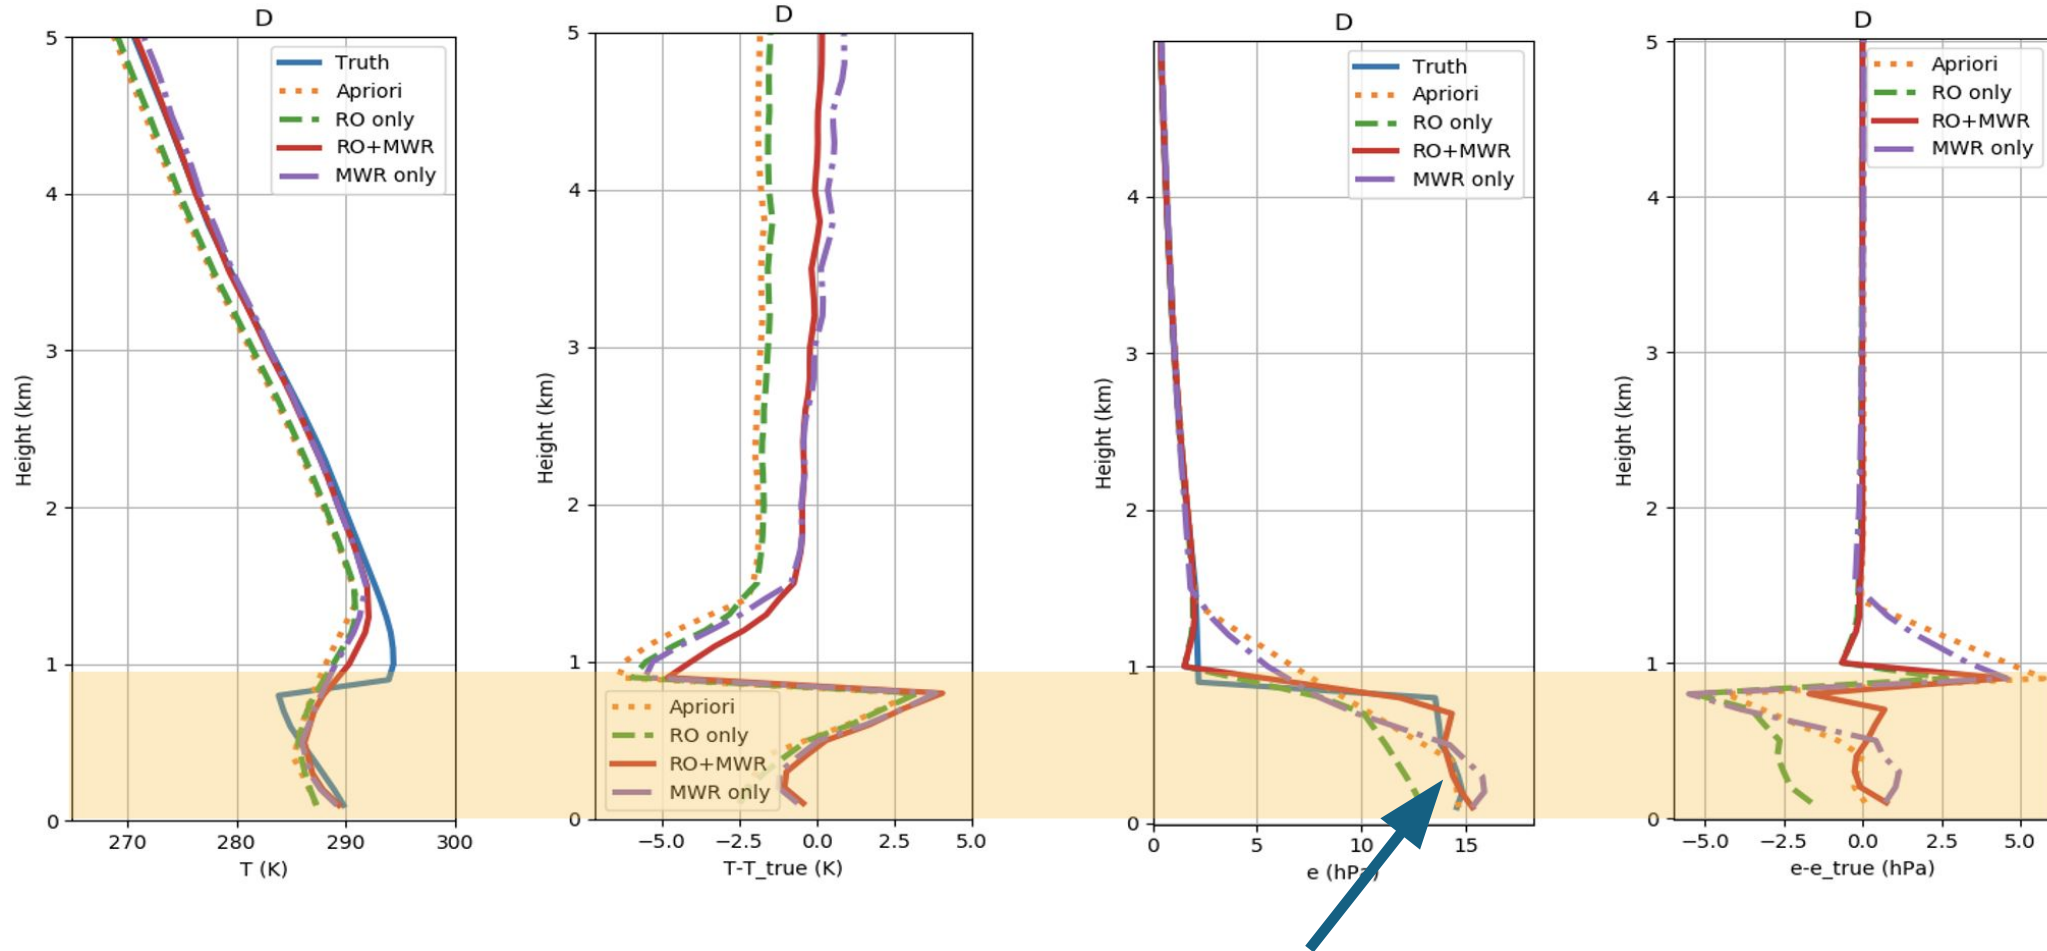 D
5
4
3
2
1
0
Height (km)
Truth
Apriori
RO only
RO+MWR
MWR only
270 280 290 300
T (K)
D
5
4
3
2
1
0
Height (km)
Apriori
RO only
RO+MWR
MWR only
−5.0 −2.5 0.0 2.5 5.0
T-T_true (K)
D
4
3
2
1
0
Height (km)
Truth
Apriori
RO only
RO+MWR
MWR only
0 5 10 15
e (hPa)
D
5
4
3
2
1
0
Height (km)
Apriori
RO only
RO+MWR
MWR only
−5.0 −2.5 0.0 2.5 5.0
e-e_true (hPa)